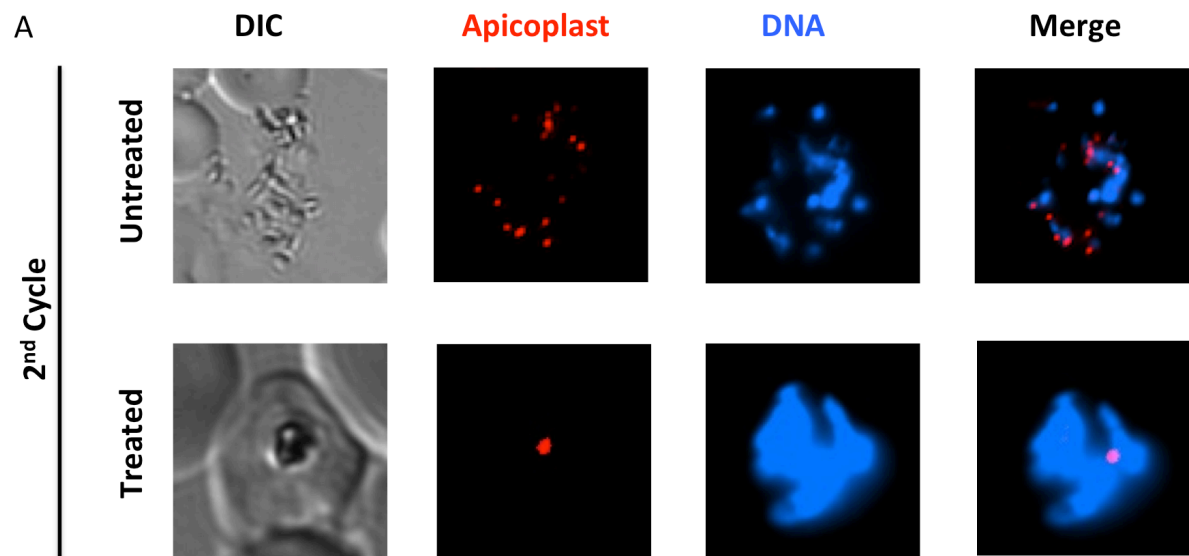 A
DIC
Apicoplast
DNA
Merge
2nd Cycle
Untreated
Treated